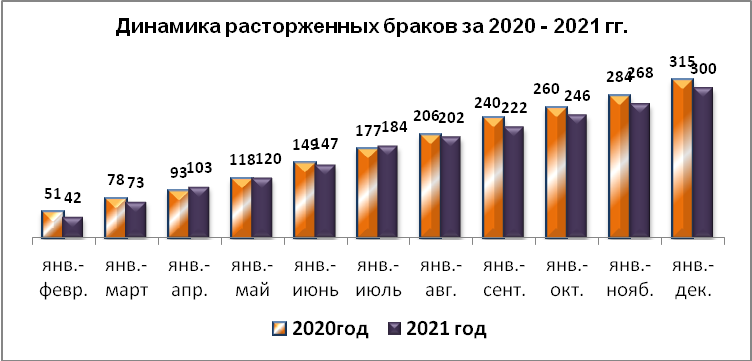 Динамика расторженных браков за 2020 - 2021 гг.
51 42 78 73 93 103 118 120 149 147 177 184 206 202 240 222 260 246 284 268 315 300
янв.- янв.- янв.- янв.- янв.- янв.- янв.- янв.- янв.- янв.- янв.-
февр. март апр. май июнь июль авг. сент. окт. нояб. дек.
2020год 2021 год